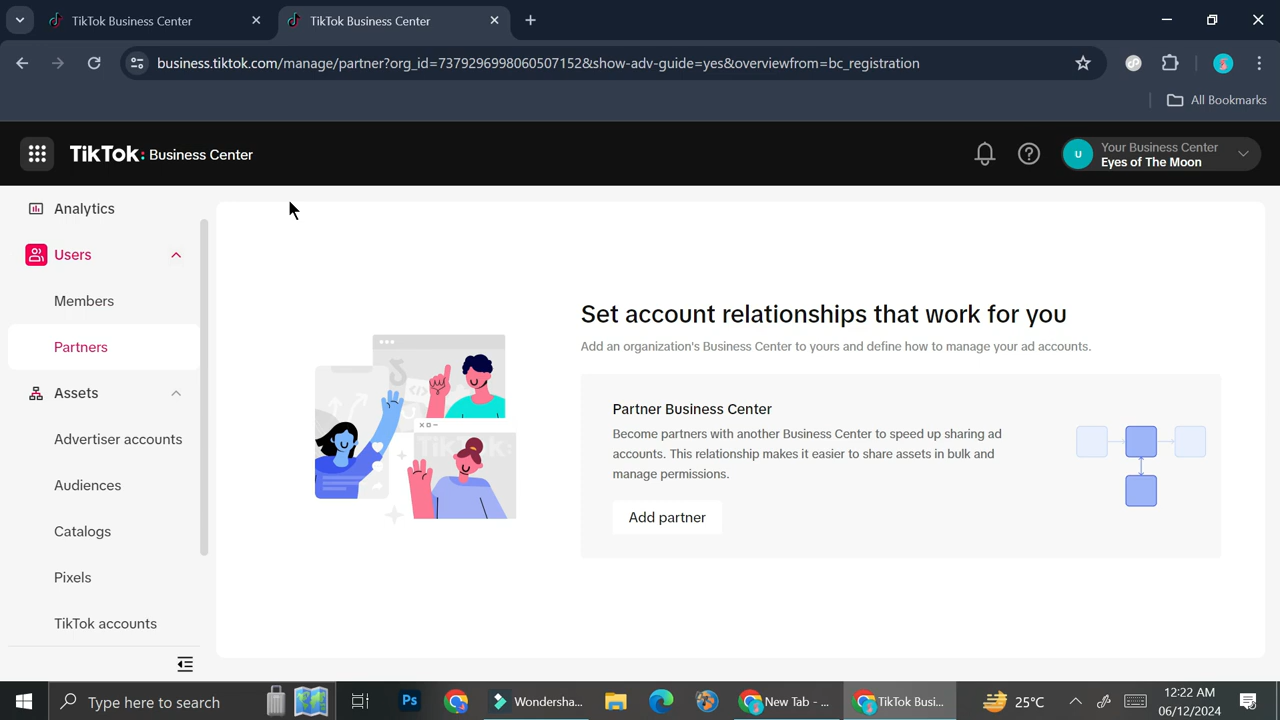 TikTok Business Center
TikTok Business Center
business.tiktok.com/manage/partner?org_id=7379296998060507152&show-adv-guide=yes&overviewfrom=bc_registration
All Bookmarks
TikTok: Business Center
U
Your Business Center
Eyes of The Moon
Analytics
Users
Members
Partners
Assets
Advertiser accounts
Audiences
Catalogs
Pixels
TikTok accounts
Set account relationships that work for you
Add an organization's Business Center to yours and define how to manage your ad accounts.
Partner Business Center
Become partners with another Business Center to speed up sharing ad
accounts. This relationship makes it easier to share assets in bulk and
manage permissions.
Add partner
Type here to search
Ps
Wondersha...
New Tab - ...
TikTok Busi...
25°C
12:22 AM
06/12/2024